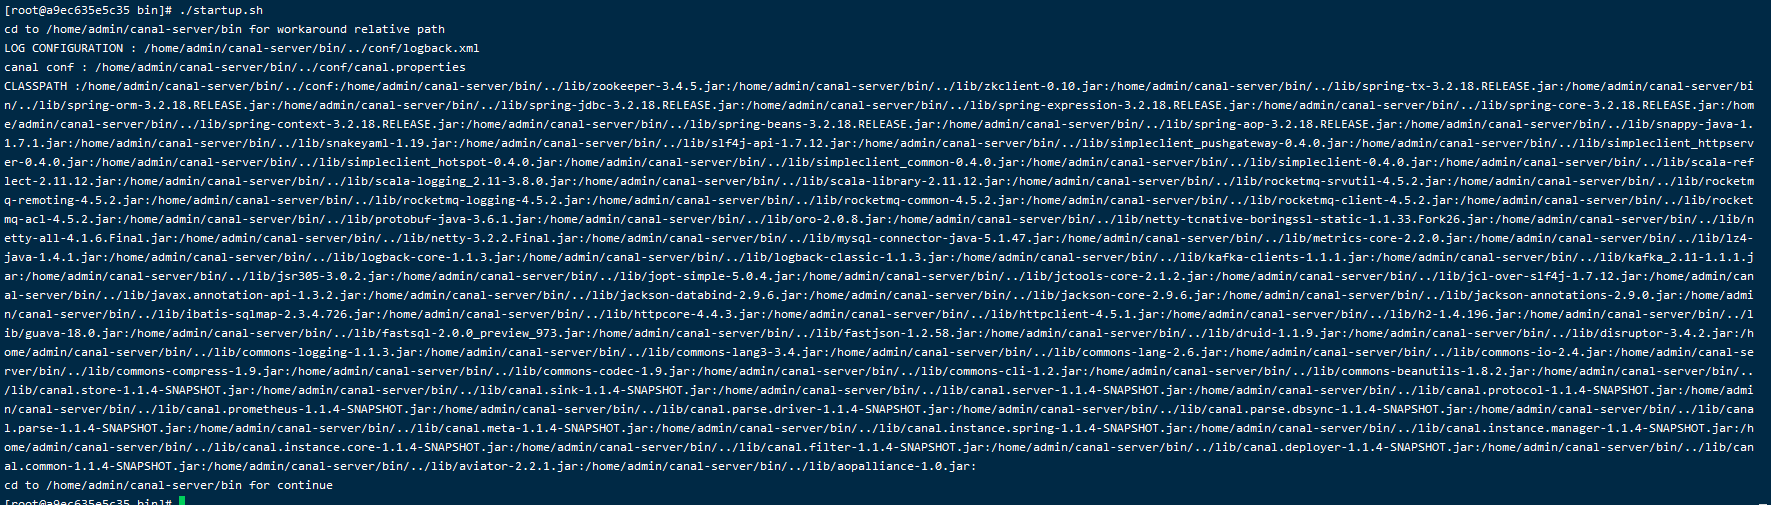 [root@a9ec635e5c35 bin]# ./startup.sh
cd to /home/admin/canal-server/bin for workaround relative path
LOG CONFIGURATION : /home/admin/canal-server/bin/../conf/logback.xml
canal conf : /home/admin/canal-server/bin/../conf/canal.properties
CLASSPATH :/home/admin/canal-server/bin/../conf:/home/admin/canal-server/bin/../lib/zookeeper-3.4.5.jar:/home/admin/canal-server/bin/../lib/zkclient-0.10.jar:/home/admin/canal-server/bin/../lib/spring-tx-3.2.18.RELEASE.jar:/home/admin/canal-server/bi
n/../lib/spring-orm-3.2.18.RELEASE.jar:/home/admin/canal-server/bin/../lib/spring-jdbc-3.2.18.RELEASE.jar:/home/admin/canal-server/bin/../lib/spring-expression-3.2.18.RELEASE.jar:/home/admin/canal-server/bin/../lib/spring-core-3.2.18.RELEASE.jar:/hom
e/admin/canal-server/bin/../lib/spring-context-3.2.18.RELEASE.jar:/home/admin/canal-server/bin/../lib/spring-beans-3.2.18.RELEASE.jar:/home/admin/canal-server/bin/../lib/spring-aop-3.2.18.RELEASE.jar:/home/admin/canal-server/bin/../lib/snappy-java-1.
1.7.1.jar:/home/admin/canal-server/bin/../lib/snakeyaml-1.19.jar:/home/admin/canal-server/bin/../lib/slf4j-api-1.7.12.jar:/home/admin/canal-server/bin/../lib/simpleclient_pushgateway-0.4.0.jar:/home/admin/canal-server/bin/../lib/simpleclient_httpserv
er-0.4.0.jar:/home/admin/canal-server/bin/../lib/simpleclient_hotspot-0.4.0.jar:/home/admin/canal-server/bin/../lib/simpleclient_common-0.4.0.jar:/home/admin/canal-server/bin/../lib/simpleclient-0.4.0.jar:/home/admin/canal-server/bin/../lib/scala-ref
lect-2.11.12.jar:/home/admin/canal-server/bin/../lib/scala-logging_2.11-3.8.0.jar:/home/admin/canal-server/bin/../lib/scala-library-2.11.12.jar:/home/admin/canal-server/bin/../lib/rocketmq-srvutil-4.5.2.jar:/home/admin/canal-server/bin/../lib/rocketm
q-remoting-4.5.2.jar:/home/admin/canal-server/bin/../lib/rocketmq-logging-4.5.2.jar:/home/admin/canal-server/bin/../lib/rocketmq-common-4.5.2.jar:/home/admin/canal-server/bin/../lib/rocketmq-client-4.5.2.jar:/home/admin/canal-server/bin/../lib/rocket
mq-acl-4.5.2.jar:/home/admin/canal-server/bin/../lib/protobuf-java-3.6.1.jar:/home/admin/canal-server/bin/../lib/oro-2.0.8.jar:/home/admin/canal-server/bin/../lib/netty-tcnative-boringssl-static-1.1.33.Fork26.jar:/home/admin/canal-server/bin/../lib/n
etty-all-4.1.6.Final.jar:/home/admin/canal-server/bin/../lib/netty-3.2.2.Final.jar:/home/admin/canal-server/bin/../lib/mysql-connector-java-5.1.47.jar:/home/admin/canal-server/bin/../lib/metrics-core-2.2.0.jar:/home/admin/canal-server/bin/../lib/lz4-
java-1.4.1.jar:/home/admin/canal-server/bin/../lib/logback-core-1.1.3.jar:/home/admin/canal-server/bin/../lib/logback-classic-1.1.3.jar:/home/admin/canal-server/bin/../lib/kafka-clients-1.1.1.jar:/home/admin/canal-server/bin/../lib/kafka_2.11-1.1.1.j
ar:/home/admin/canal-server/bin/../lib/jsr305-3.0.2.jar:/home/admin/canal-server/bin/../lib/jopt-simple-5.0.4.jar:/home/admin/canal-server/bin/../lib/jctools-core-2.1.2.jar:/home/admin/canal-server/bin/../lib/jcl-over-slf4j-1.7.12.jar:/home/admin/can
al-server/bin/../lib/javax.annotation-api-1.3.2.jar:/home/admin/canal-server/bin/../lib/jackson-databind-2.9.6.jar:/home/admin/canal-server/bin/../lib/jackson-core-2.9.6.jar:/home/admin/canal-server/bin/../lib/jackson-annotations-2.9.0.jar:/home/admi
n/canal-server/bin/../lib/ibatis-sqlmap-2.3.4.726.jar:/home/admin/canal-server/bin/../lib/httpcore-4.4.3.jar:/home/admin/canal-server/bin/../lib/httpclient-4.5.1.jar:/home/admin/canal-server/bin/../lib/h2-1.4.196.jar:/home/admin/canal-server/bin/../l
ib/guava-18.0.jar:/home/admin/canal-server/bin/../lib/fastsql-2.0.0_preview_973.jar:/home/admin/canal-server/bin/../lib/fastjson-1.2.58.jar:/home/admin/canal-server/bin/../lib/druid-1.1.9.jar:/home/admin/canal-server/bin/../lib/disruptor-3.4.2.jar:/h
ome/admin/canal-server/bin/../lib/commons-logging-1.1.3.jar:/home/admin/canal-server/bin/../lib/commons-lang3-3.4.jar:/home/admin/canal-server/bin/../lib/commons-lang-2.6.jar:/home/admin/canal-server/bin/../lib/commons-io-2.4.jar:/home/admin/canal-se
rver/bin/../lib/commons-compress-1.9.jar:/home/admin/canal-server/bin/../lib/commons-codec-1.9.jar:/home/admin/canal-server/bin/../lib/commons-cli-1.2.jar:/home/admin/canal-server/bin/../lib/commons-beanutils-1.8.2.jar:/home/admin/canal-server/bin/..
/lib/canal.store-1.1.4-SNAPSHOT.jar:/home/admin/canal-server/bin/../lib/canal.sink-1.1.4-SNAPSHOT.jar:/home/admin/canal-server/bin/../lib/canal.server-1.1.4-SNAPSHOT.jar:/home/admin/canal-server/bin/../lib/canal.protocol-1.1.4-SNAPSHOT.jar:/home/admi
n/canal-server/bin/../lib/canal.prometheus-1.1.4-SNAPSHOT.jar:/home/admin/canal-server/bin/../lib/canal.parse.driver-1.1.4-SNAPSHOT.jar:/home/admin/canal-server/bin/../lib/canal.parse.dbsync-1.1.4-SNAPSHOT.jar:/home/admin/canal-server/bin/../lib/cana
l.parse-1.1.4-SNAPSHOT.jar:/home/admin/canal-server/bin/../lib/canal.meta-1.1.4-SNAPSHOT.jar:/home/admin/canal-server/bin/../lib/canal.instance.spring-1.1.4-SNAPSHOT.jar:/home/admin/canal-server/bin/../lib/canal.instance.manager-1.1.4-SNAPSHOT.jar:/h
ome/admin/canal-server/bin/../lib/canal.instance.core-1.1.4-SNAPSHOT.jar:/home/admin/canal-server/bin/../lib/canal.filter-1.1.4-SNAPSHOT.jar:/home/admin/canal-server/bin/../lib/canal.deployer-1.1.4-SNAPSHOT.jar:/home/admin/canal-server/bin/../lib/can
al.common-1.1.4-SNAPSHOT.jar:/home/admin/canal-server/bin/../lib/aviator-2.2.1.jar:/home/admin/canal-server/bin/../lib/aopalliance-1.0.jar:
cd to /home/admin/canal-server/bin for continue
[root@a9ec635e5c35 bin]#